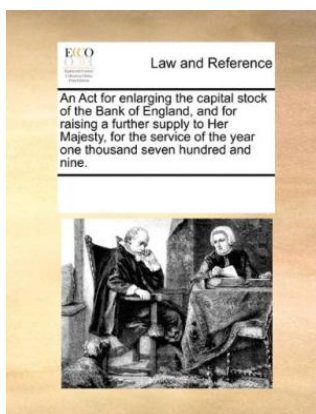 ECCO
Law and Reference
An Act for enlarging the capital stock
of the Bank of England, and for
raising a further supply to Her
Majesty, for the service of the year
one thousand seven hundred and
nine.